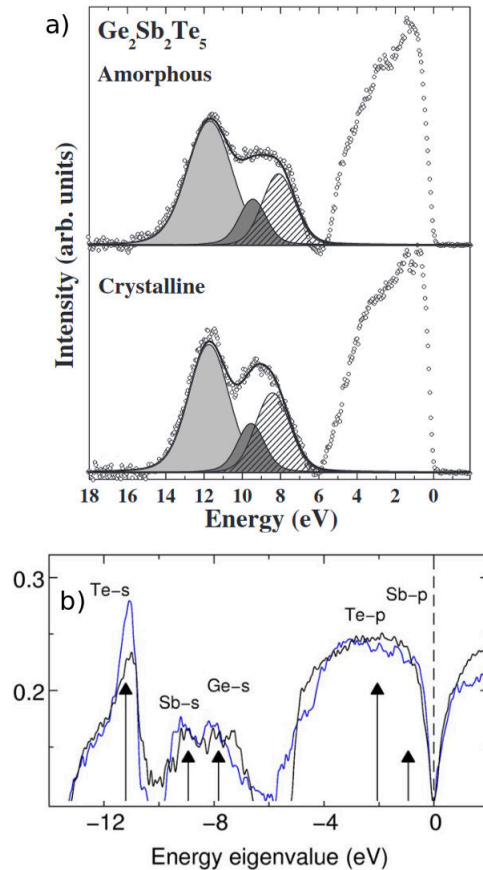 a)
Ge₂Sb₂Te₅
Amorphous
Crystalline
Intensity (arb. units)
18 16 14 12 10 8 6 4 2 0
Energy (eV)
b)
0.3
0.2
Te-s
Sb-s
Ge-s
Te-p
Sb-p
−12 −8 −4 0
Energy eigenvalue (eV)